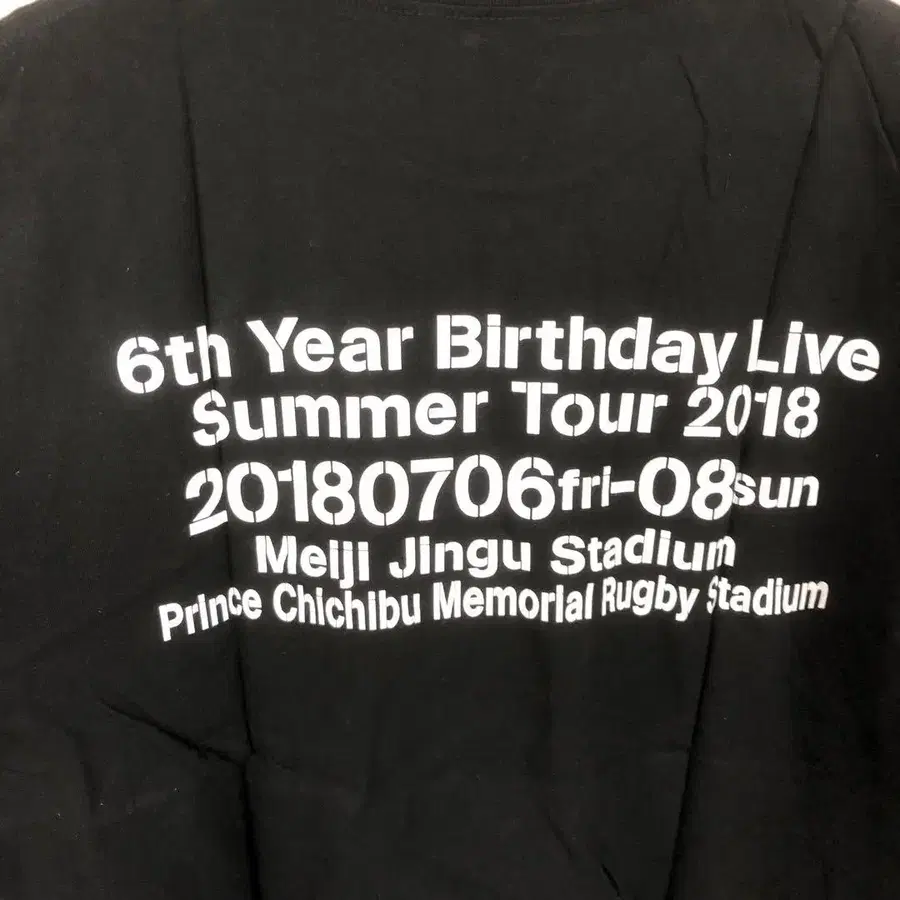 6th Year Birthday Live
Summer Tour 2018
20180706fri-08sun
Meiji Jingu Stadium
Prince Chichibu Memorial Rugby Stadium